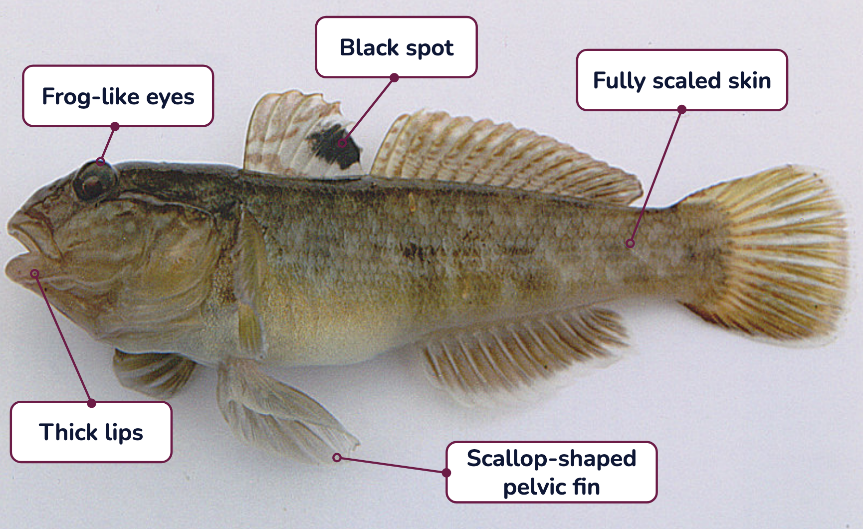 Black spot
Frog-like eyes
Fully scaled skin
Thick lips
Scallop-shaped
pelvic fin